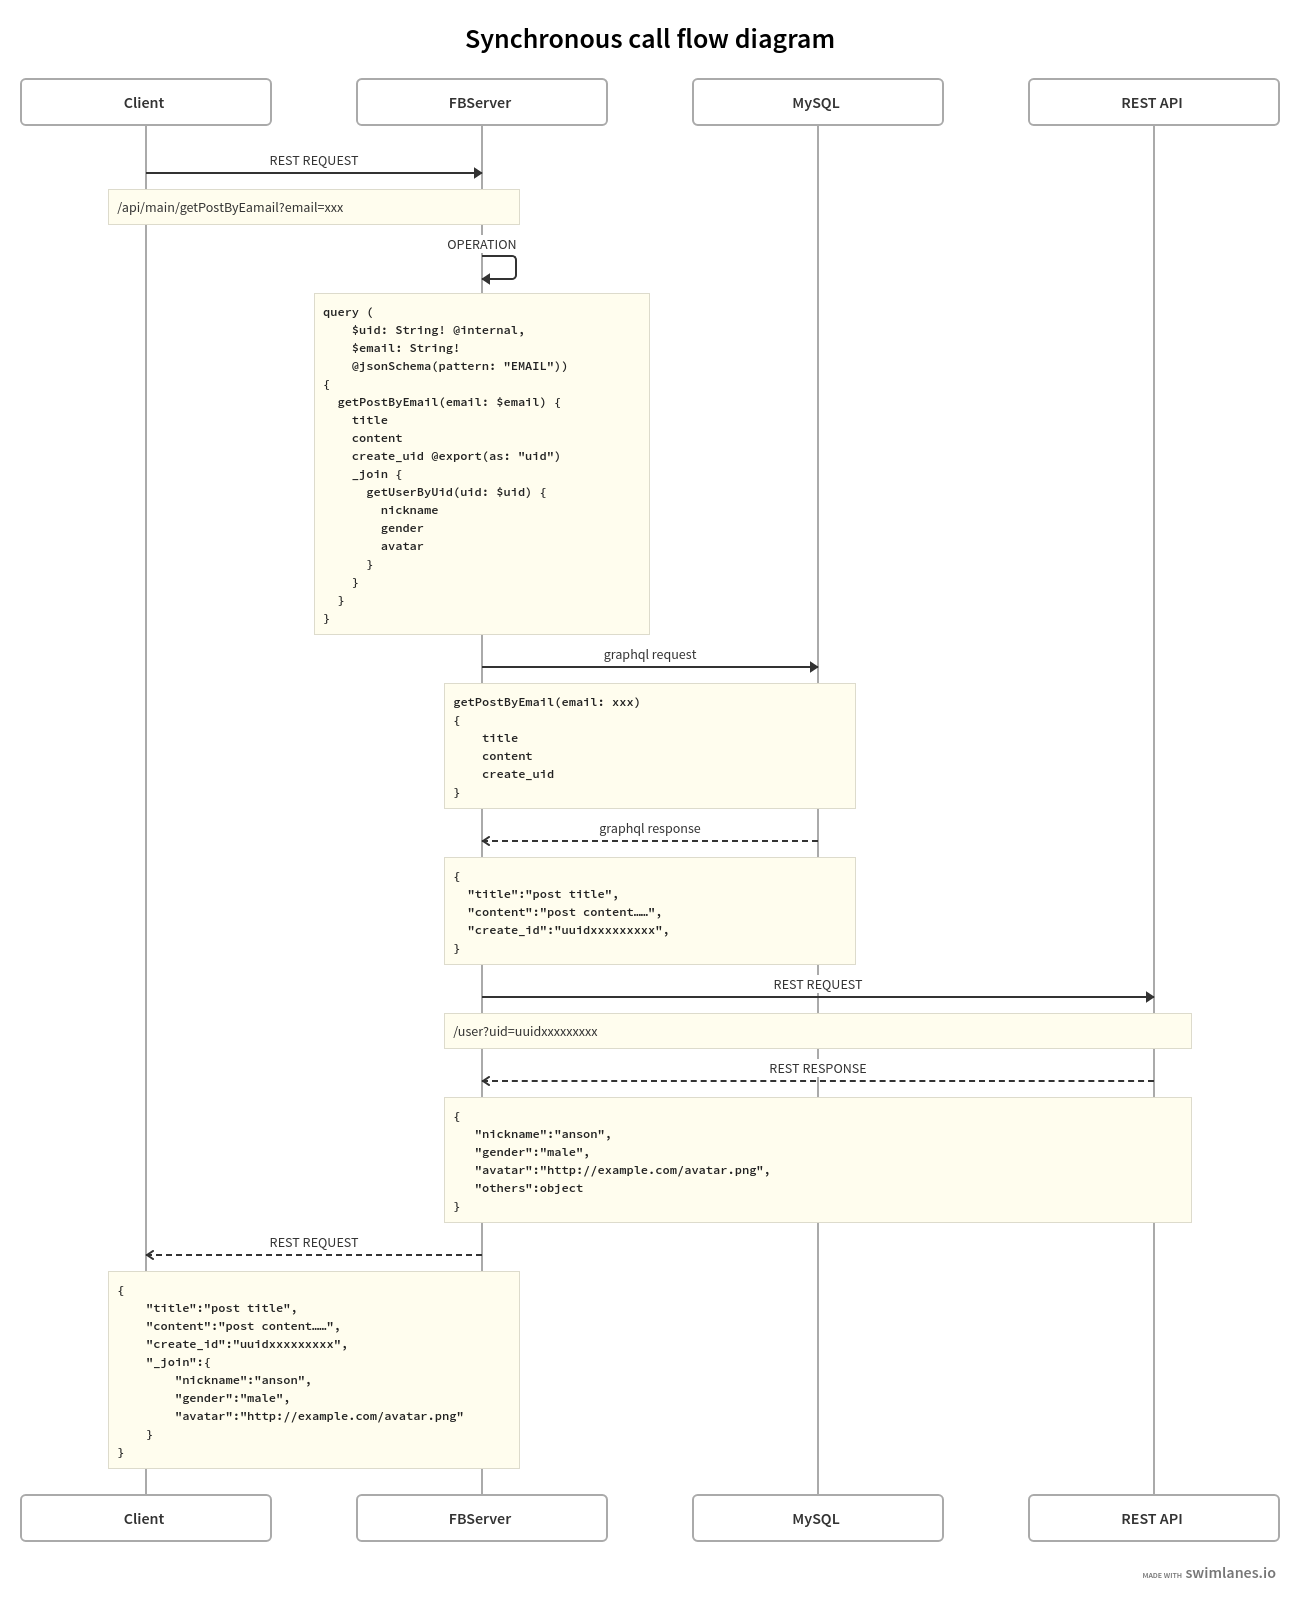 Synchronous call flow diagram
Client
FBServer
MySQL
REST API
REST REQUEST
/api/main/getPostByEamail?email=xxx
OPERATION
query (
    $uid: String! @internal,
    $email: String!
    @jsonSchema(pattern: "EMAIL"))
{
  getPostByEmail(email: $email) {
    title
    content
    create_uid @export(as: "uid")
    _join {
      getUserByUid(uid: $uid) {
        nickname
        gender
        avatar
      }
    }
  }
}
graphql request
getPostByEmail(email: xxx)
{
    title
    content
    create_uid
}
graphql response
{
  "title":"post title",
  "content":"post content……",
  "create_id":"uuidxxxxxxxxx",
}
REST REQUEST
/user?uid=uuidxxxxxxxxx
REST RESPONSE
{
   "nickname":"anson",
   "gender":"male",
   "avatar":"http://example.com/avatar.png",
   "others":object
}
REST REQUEST
{
    "title":"post title",
    "content":"post content……",
    "create_id":"uuidxxxxxxxxx",
    "_join":{
        "nickname":"anson",
        "gender":"male",
        "avatar":"http://example.com/avatar.png"
    }
}
Client
FBServer
MySQL
REST API
MADE WITH swimlanes.io